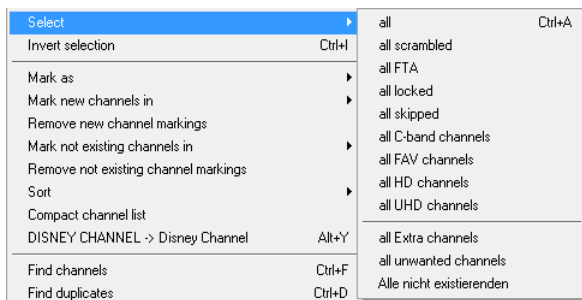 Select
Invert selection Ctrl+I
Mark as
Mark new channels in
Remove new channel markings
Mark not existing channels in
Remove not existing channel markings
Sort
Compact channel list
DISNEY CHANNEL -> Disney Channel Alt+Y
Find channels Ctrl+F
Find duplicates Ctrl+D
all Ctrl+A
all scrambled
all FTA
all locked
all skipped
all C-band channels
all FAV channels
all HD channels
all UHD channels
all Extra channels
all unwanted channels
Alle nicht existierenden